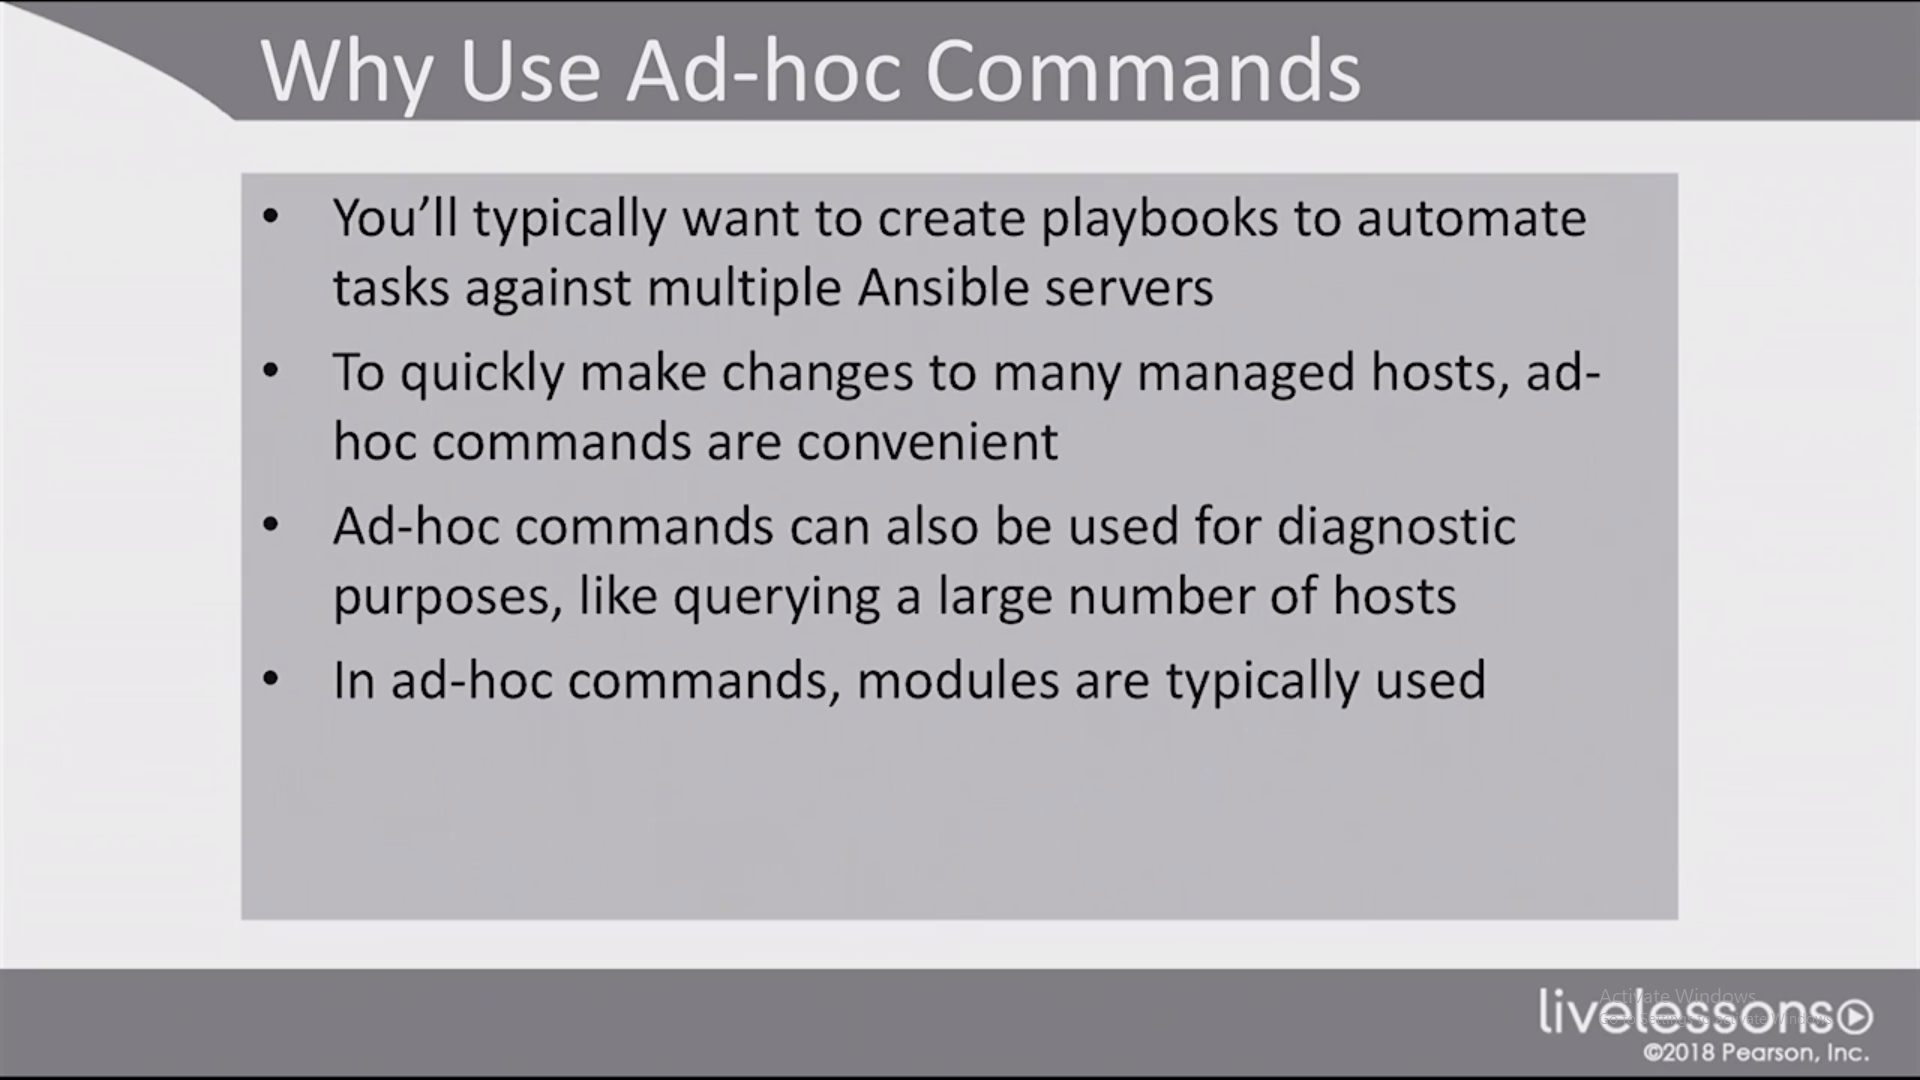 Why Use Ad-hoc Commands
• You’ll typically want to create playbooks to automate
tasks against multiple Ansible servers
• To quickly make changes to many managed hosts, ad-
hoc commands are convenient
• Ad-hoc commands can also be used for diagnostic
purposes, like querying a large number of hosts
• In ad-hoc commands, modules are typically used
Activate Windows
Go to Settings to activate Windows.
livelessons
©2018 Pearson, Inc.